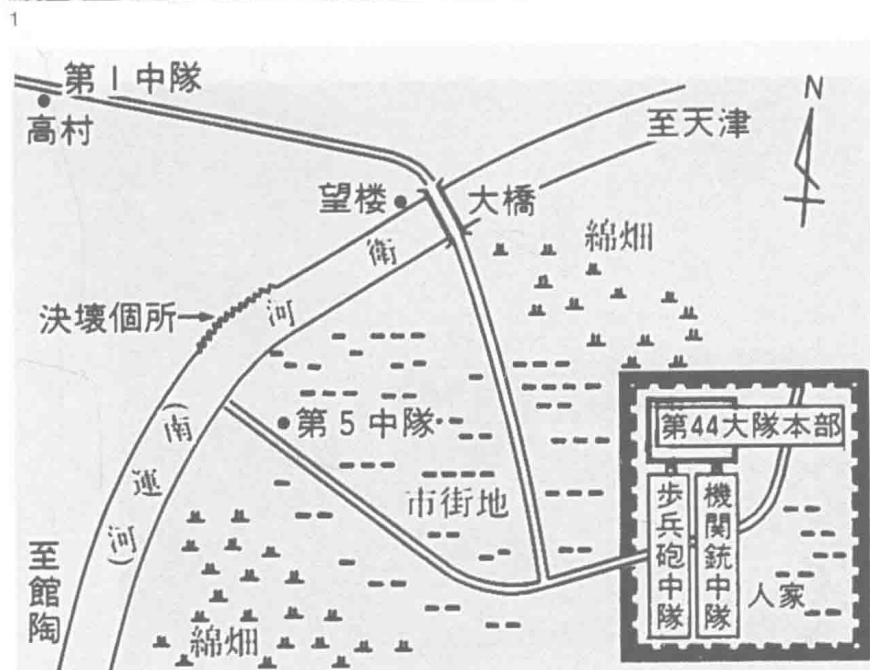 1
第1中隊
高村
N
至天津
望楼
大橋
綿畑
衛河
決壊個所
(南運河)
第5中隊
第44大隊本部
市街地
歩兵砲中隊
機関銃中隊
人家
至館陶
綿畑